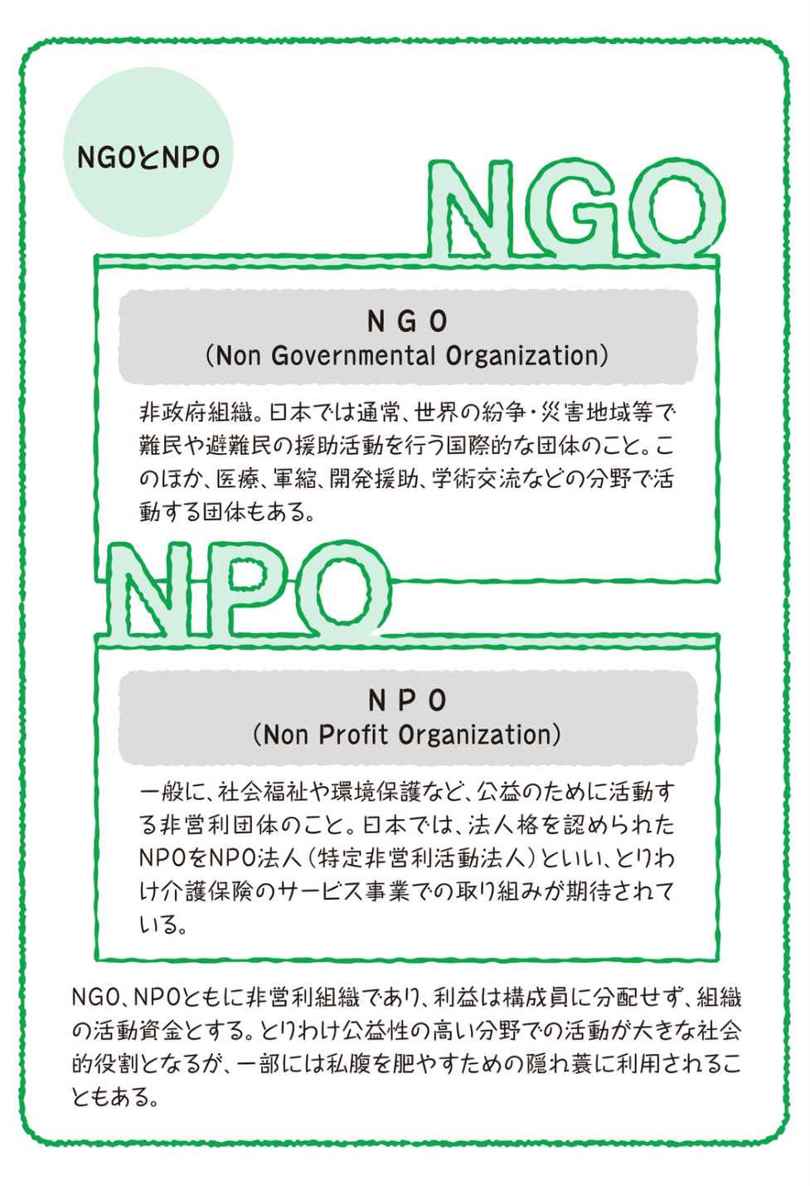 NGOとNPO
NGO
N G O
(Non Governmental Organization)
非政府組織。日本では通常、世界の紛争・災害地域等で
難民や避難民の援助活動を行う国際的な団体のこと。こ
のほか、医療、軍縮、開発援助、学術交流などの分野で活
動する団体もある。
NPO
N P O
(Non Profit Organization)
一般に、社会福祉や環境保護など、公益のために活動す
る非営利団体のこと。日本では、法人格を認められた
NPOをNPO法人(特定非営利活動法人)といい、とりわ
け介護保険のサービス事業での取り組みが期待されて
いる。
NGO、NPOともに非営利組織であり、利益は構成員に分配せず、組織
の活動資金とする。とりわけ公益性の高い分野での活動が大きな社会
的役割となるが、一部には私腹を肥やすための隠れ蓑に利用されるこ
ともある。